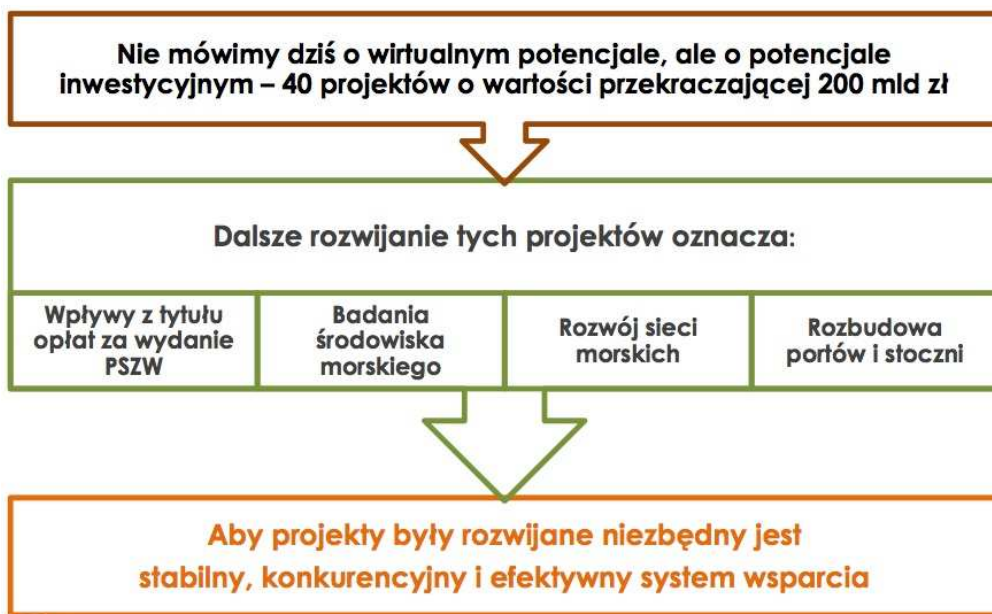 Nie mówimy dziś o wirtualnym potencjale, ale o potencjale
inwestycyjnym – 40 projektów o wartości przekraczającej 200 mld zł
Dalsze rozwijanie tych projektów oznacza:
Wpływy z tytułu
opłat za wydanie
PSZW
Badania
środowiska
morskiego
Rozwój sieci
morskich
Rozbudowa
portów i stoczni
Aby projekty były rozwijane niezbędny jest
stabilny, konkurencyjny i efektywny system wsparcia